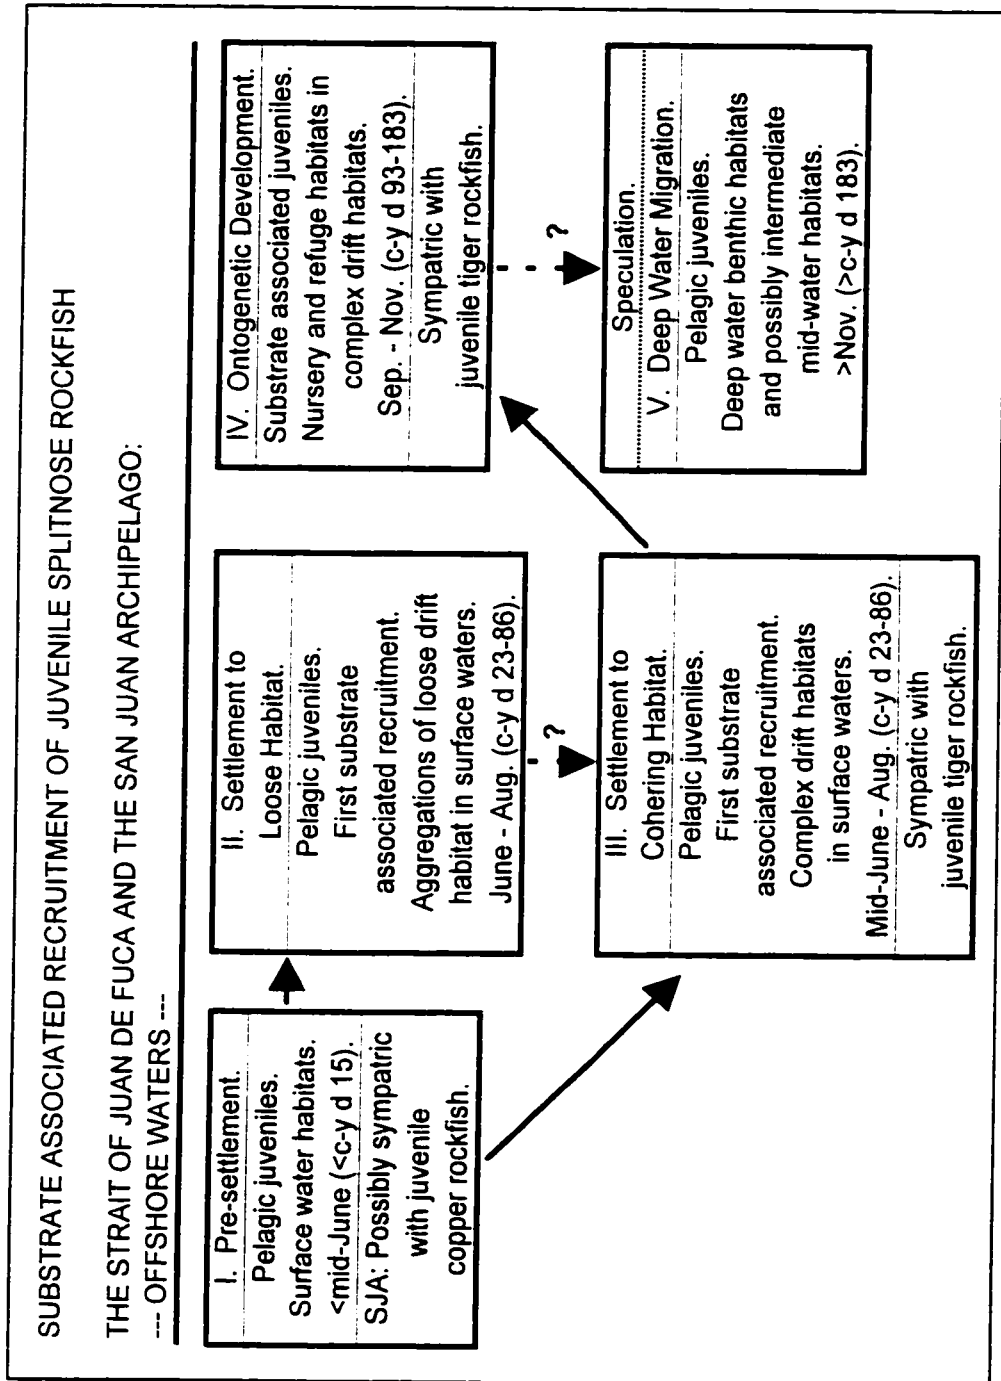 SUBSTRATE ASSOCIATED RECRUITMENT OF JUVENILE SPLITNOSE ROCKFISH
THE STRAIT OF JUAN DE FUCA AND THE SAN JUAN ARCHIPELAGO:
--- OFFSHORE WATERS ---
I. Pre-settlement.
Pelagic juveniles.
Surface water habitats.
<mid-June (<c-y d 15).
SJA: Possibly sympatric
with juvenile
copper rockfish.
II. Settlement to
Loose Habitat.
Pelagic juveniles.
First substrate
associated recruitment.
Aggregations of loose drift
habitat in surface waters.
June - Aug. (c-y d 23-86).
?
III. Settlement to
Cohering Habitat.
Pelagic juveniles.
First substrate
associated recruitment.
Complex drift habitats
in surface waters.
Mid-June - Aug. (c-y d 23-86).
Sympatric with
juvenile tiger rockfish.
IV. Ontogenetic Development.
Substrate associated juveniles.
Nursery and refuge habitats in
complex drift habitats.
Sep. - Nov. (c-y d 93-183).
Sympatric with
juvenile tiger rockfish.
?
Speculation.
V. Deep Water Migration.
Pelagic juveniles.
Deep water benthic habitats
and possibly intermediate
mid-water habitats.
>Nov. (>c-y d 183).